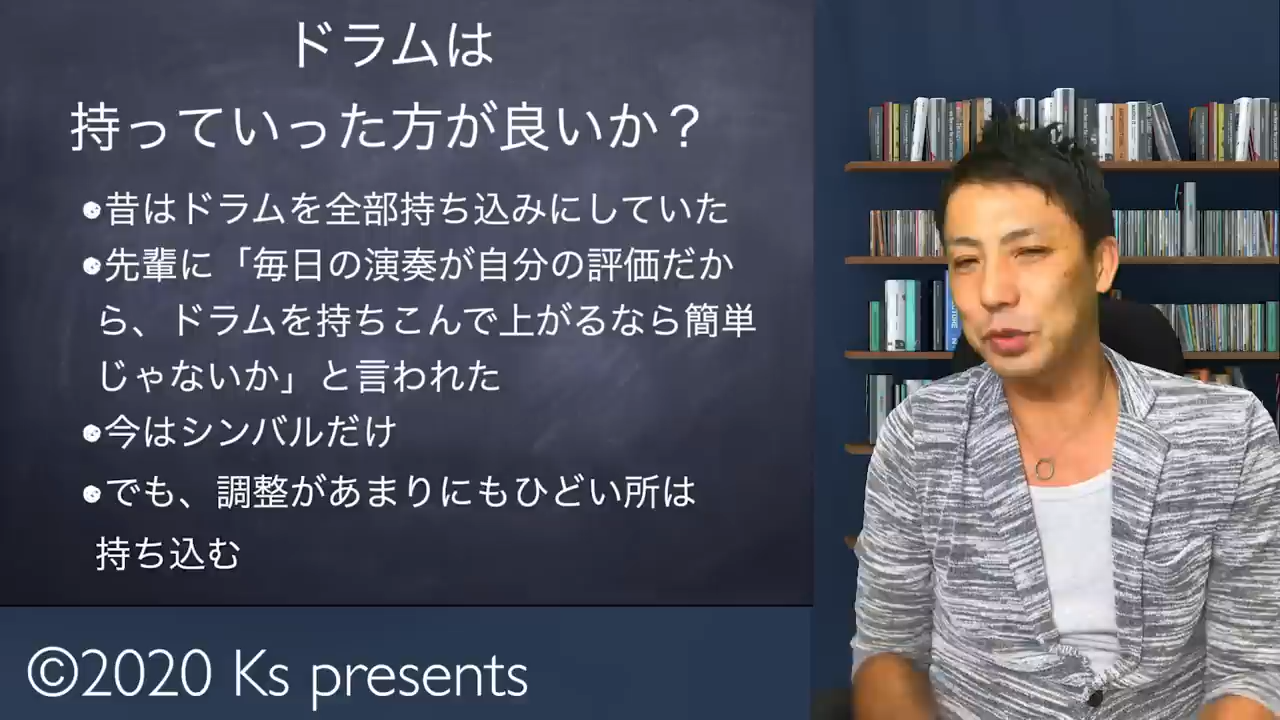 ドラムは
持っていった方が良いか？
•昔はドラムを全部持ち込みにしていた
•先輩に「毎日の演奏が自分の評価だか
ら、ドラムを持ちこんで上がるなら簡単
じゃないか」と言われた
•今はシンバルだけ
•でも、調整があまりにもひどい所は
持ち込む
©2020 Ks presents